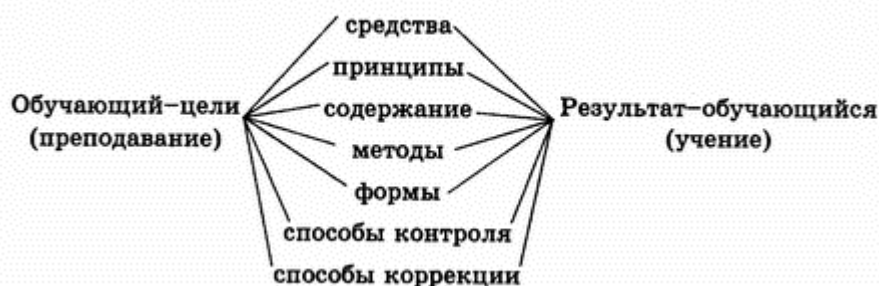 средства
принципы
Обучающий–цели
(преподавание)
содержание
методы
Результат–обучающийся
(учение)
формы
способы контроля
способы коррекции